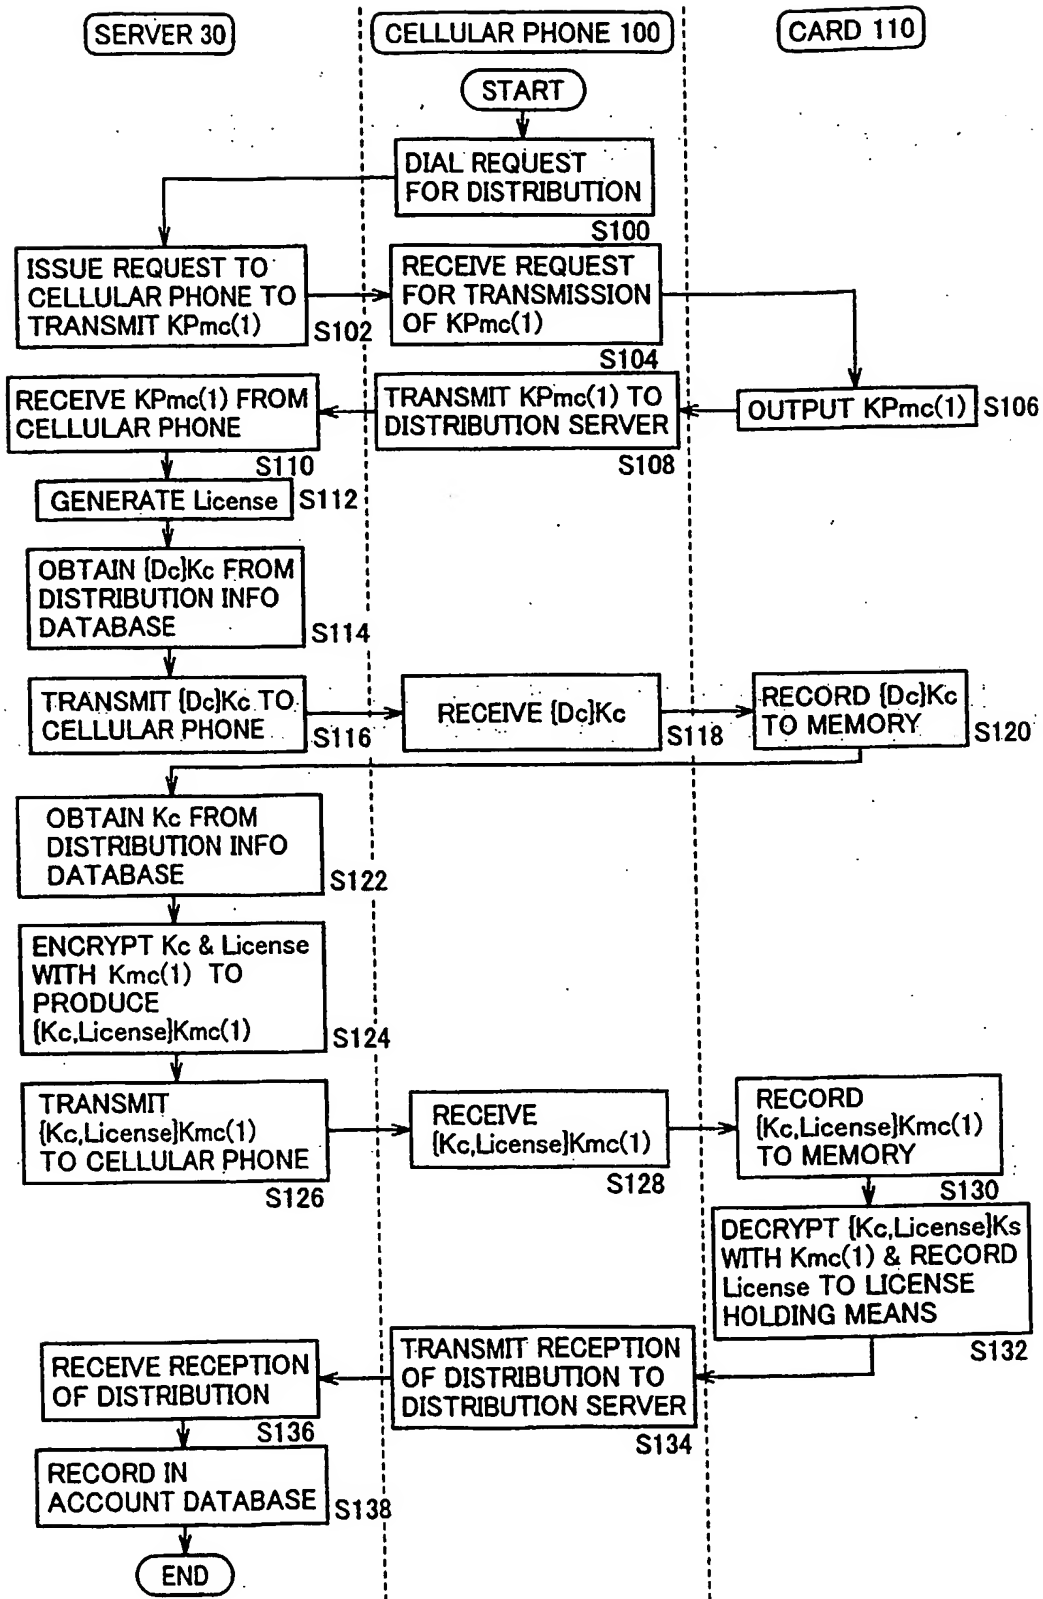 SERVER 30
CELLULAR PHONE 100
CARD 110
START
DIAL REQUEST
FOR DISTRIBUTION
S100
ISSUE REQUEST TO
CELLULAR PHONE TO
TRANSMIT KPmc(1)
S102
RECEIVE REQUEST
FOR TRANSMISSION
OF KPmc(1)
S104
OUTPUT KPmc(1)
S106
TRANSMIT KPmc(1) TO
DISTRIBUTION SERVER
S108
RECEIVE KPmc(1) FROM
CELLULAR PHONE
S110
GENERATE License
S112
OBTAIN {Dc}Kc FROM
DISTRIBUTION INFO
DATABASE
S114
TRANSMIT {Dc}Kc TO
CELLULAR PHONE
S116
RECEIVE {Dc}Kc
S118
RECORD {Dc}Kc
TO MEMORY
S120
OBTAIN Kc FROM
DISTRIBUTION INFO
DATABASE
S122
ENCRYPT Kc & License
WITH Kmc(1) TO
PRODUCE
{Kc,License}Kmc(1)
S124
TRANSMIT
{Kc,License}Kmc(1)
TO CELLULAR PHONE
S126
RECEIVE
{Kc,License}Kmc(1)
S128
RECORD
{Kc,License}Kmc(1)
TO MEMORY
S130
DECRYPT {Kc,License}Ks
WITH Kmc(1) & RECORD
License TO LICENSE
HOLDING MEANS
S132
TRANSMIT RECEPTION
OF DISTRIBUTION TO
DISTRIBUTION SERVER
S134
RECEIVE RECEPTION
OF DISTRIBUTION
S136
RECORD IN
ACCOUNT DATABASE
S138
END